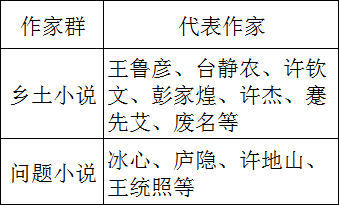 作家群 代表作家
乡土小说 王鲁彦、台静农、许钦
文、彭家煌、许杰、蹇
先艾、废名等
问题小说 冰心、庐隐、许地山、
王统照等